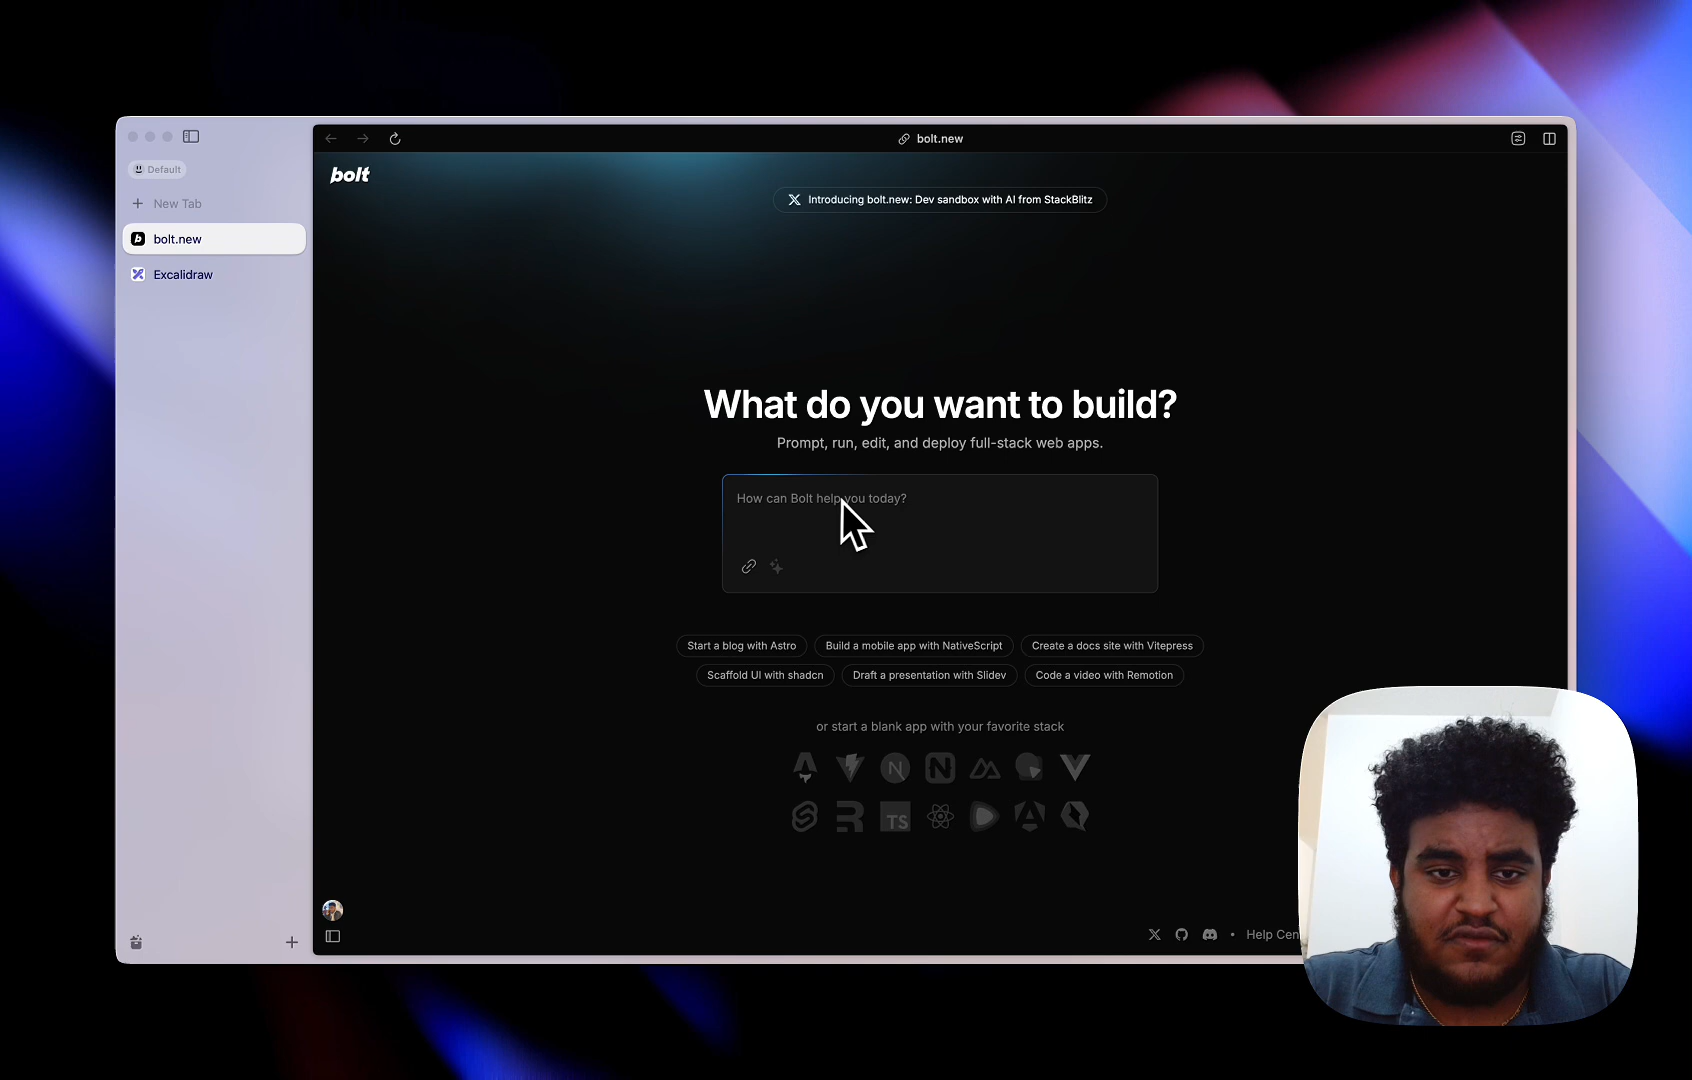 Default
New Tab
bolt.new
Excalidraw
bolt.new
bolt
Introducing bolt.new: Dev sandbox with AI from StackBlitz
What do you want to build?
Prompt, run, edit, and deploy full-stack web apps.
How can Bolt help you today?
Start a blog with Astro
Build a mobile app with NativeScript
Create a docs site with Vitepress
Scaffold UI with shadcn
Draft a presentation with Slidev
Code a video with Remotion
or start a blank app with your favorite stack
TS
Help Cen